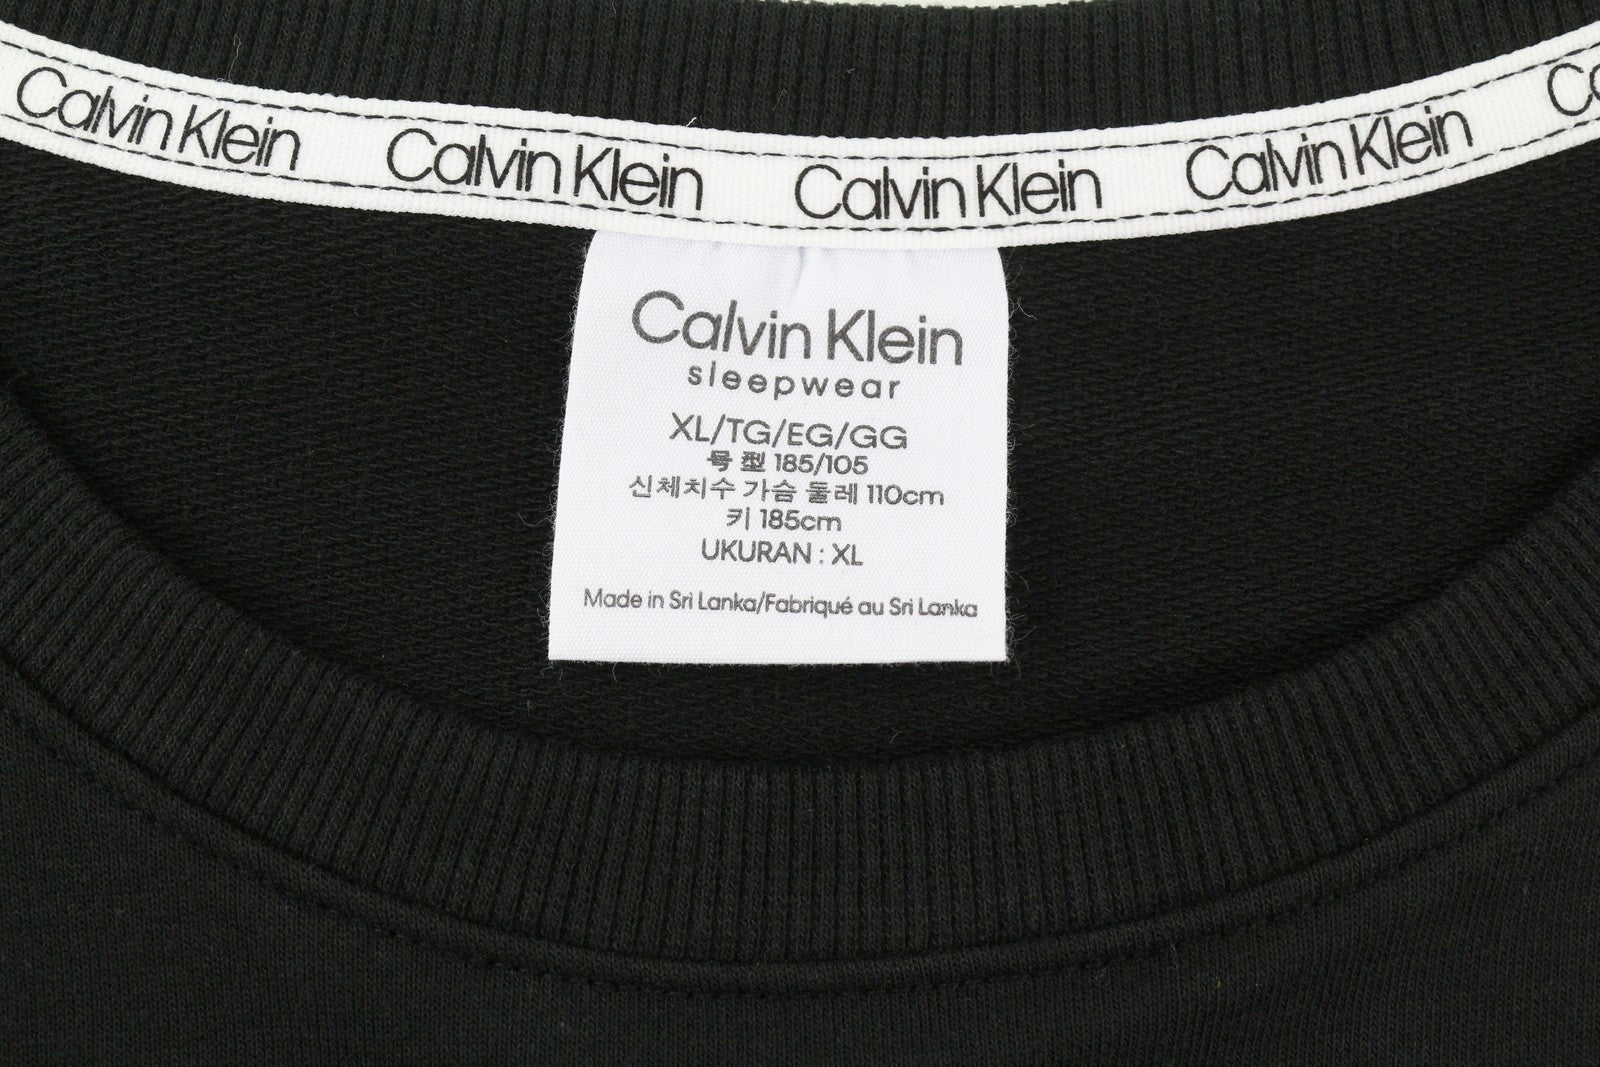 Calvin Klein Calvin Klein Calvin Klein Calvin Klein
Calvin Klein
sleepwear
XL/TG/EG/GG
号型 185/105
신체치수 가슴 둘레 110cm
키 185cm
UKURAN : XL
Made in Sri Lanka/Fabriqué au Sri Lanka